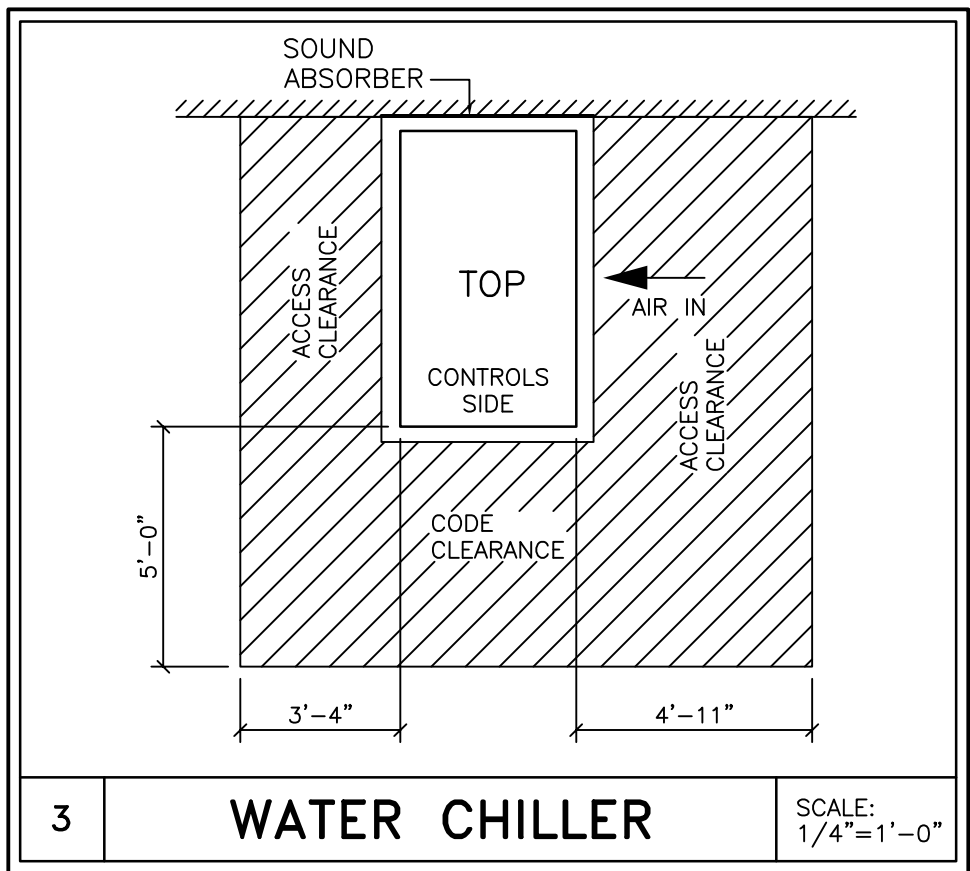 SOUND
ABSORBER
ACCESS
CLEARANCE
TOP
AIR IN
CONTROLS
SIDE
ACCESS
CLEARANCE
5'-0"
CODE
CLEARANCE
3'-4"
4'-11"
3
WATER CHILLER
SCALE:
1/4"=1'-0"